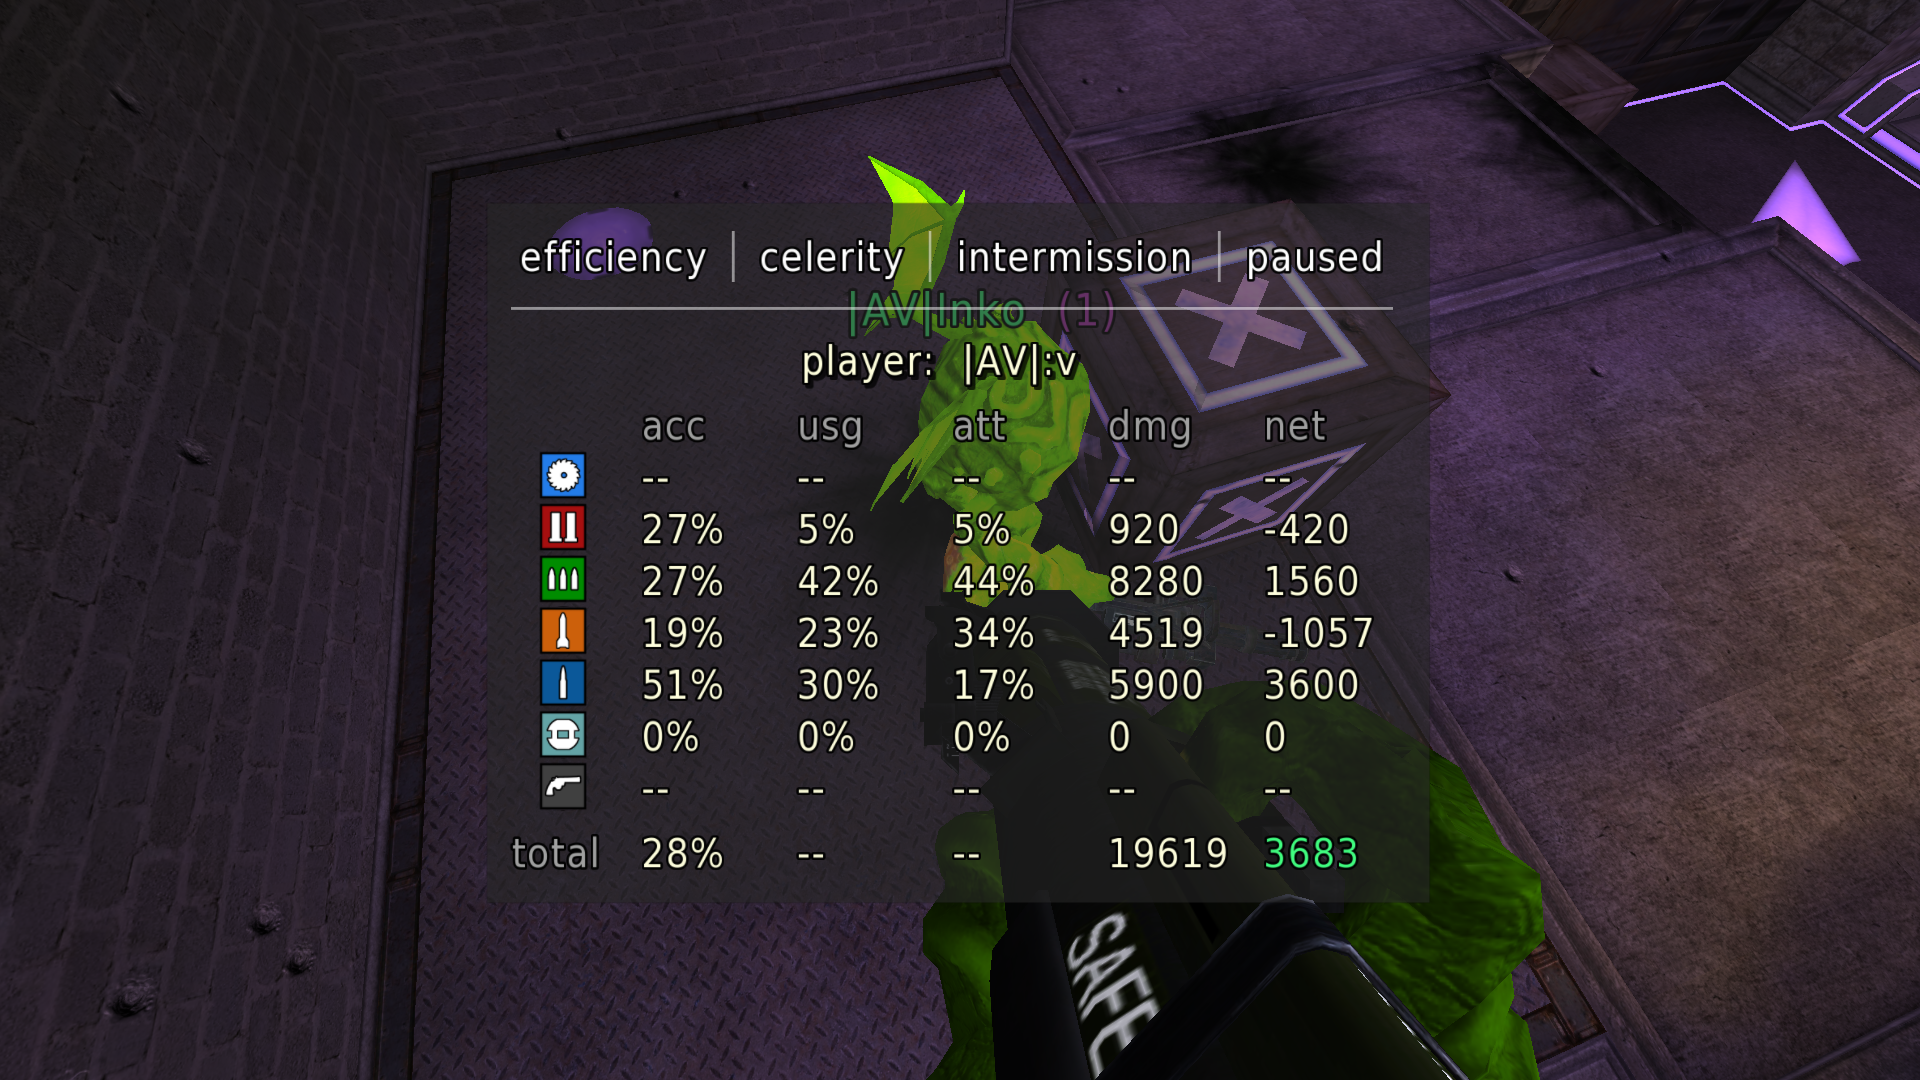 efficiency | celerity | intermission | paused
|AV|Inko (1)
player: |AV|:v
acc usg att dmg net
-- -- -- -- --
27% 5% 5% 920 -420
27% 42% 44% 8280 1560
19% 23% 34% 4519 -1057
51% 30% 17% 5900 3600
0% 0% 0% 0 0
-- -- -- -- --
total 28% -- -- 19619 3683
SAFE